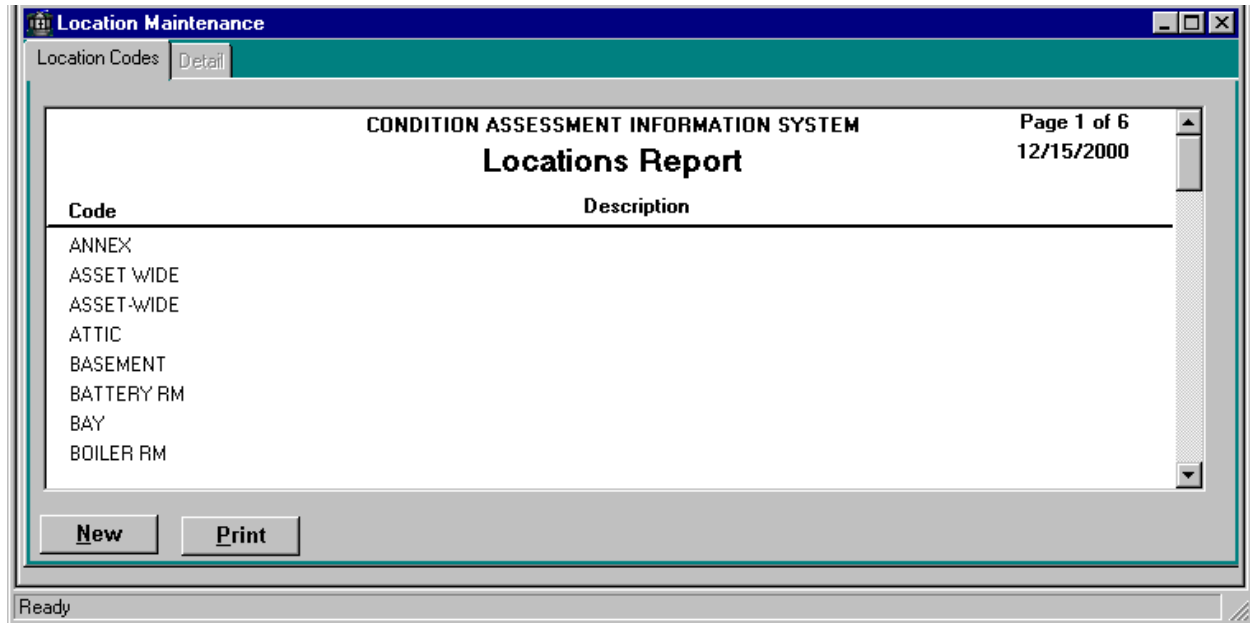 Location Maintenance
Location Codes Detail
CONDITION ASSESSMENT INFORMATION SYSTEM Page 1 of 6
Locations Report 12/15/2000
Code Description
ANNEX
ASSET WIDE
ASSET-WIDE
ATTIC
BASEMENT
BATTERY RM
BAY
BOILER RM
New Print
Ready